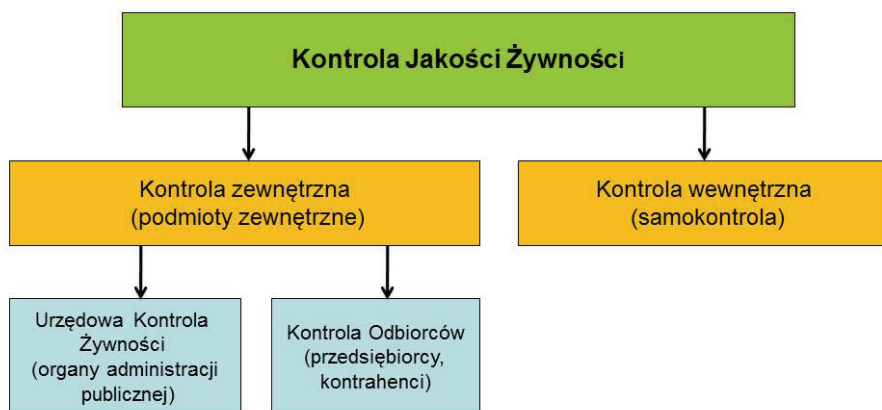 Kontrola Jakości Żywności
Kontrola zewnętrzna
(podmioty zewnętrzne)
Kontrola wewnętrzna
(samokontrola)
Urzędowa Kontrola
Żywności
(organy administracji
publicznej)
Kontrola Odbiorców
(przedsiębiorcy,
kontrahenci)